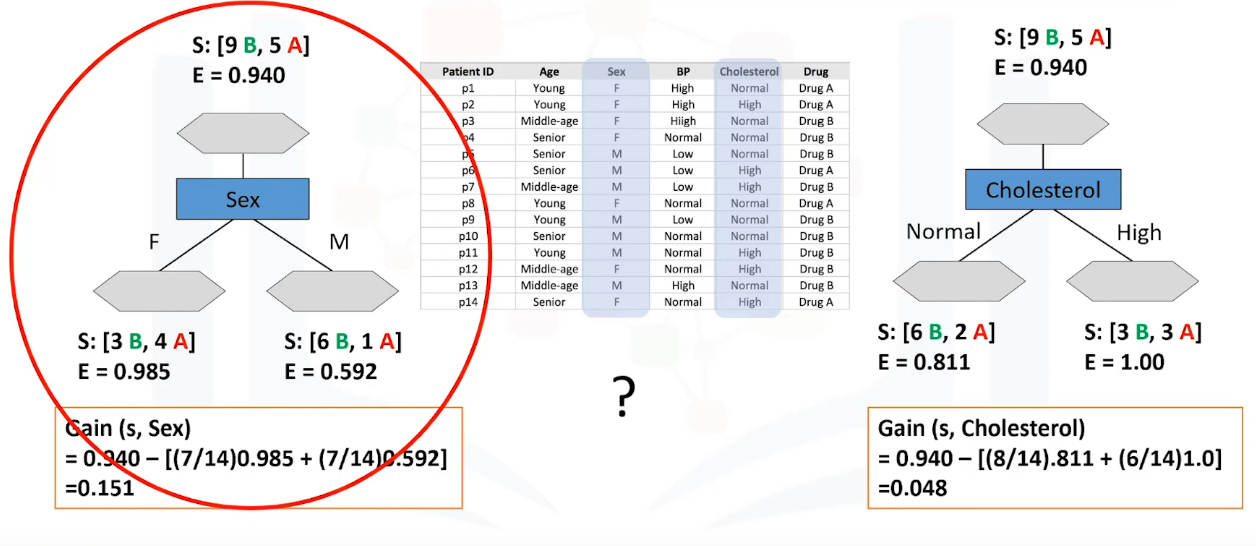 S: [9 B, 5 A]
E = 0.940
Sex
F
M
S: [3 B, 4 A]
E = 0.985
S: [6 B, 1 A]
E = 0.592
Gain (s, Sex)
= 0.940 – [(7/14)0.985 + (7/14)0.592]
=0.151
Patient ID Age Sex BP Cholesterol Drug
p1 Young F High Normal Drug A
p2 Young F High High Drug A
p3 Middle-age F Hiigh Normal Drug B
p4 Senior F Normal Normal Drug B
p5 Senior M Low Normal Drug B
p6 Senior M Low High Drug A
p7 Middle-age M Low High Drug B
p8 Young F Normal Normal Drug A
p9 Young M Low Normal Drug B
p10 Senior M Normal Normal Drug B
p11 Young M Normal High Drug B
p12 Middle-age F Normal High Drug B
p13 Middle-age M High Normal Drug B
p14 Senior F Normal High Drug A
?
S: [9 B, 5 A]
E = 0.940
Cholesterol
Normal
High
S: [6 B, 2 A]
E = 0.811
S: [3 B, 3 A]
E = 1.00
Gain (s, Cholesterol)
= 0.940 – [(8/14).811 + (6/14)1.0]
=0.048